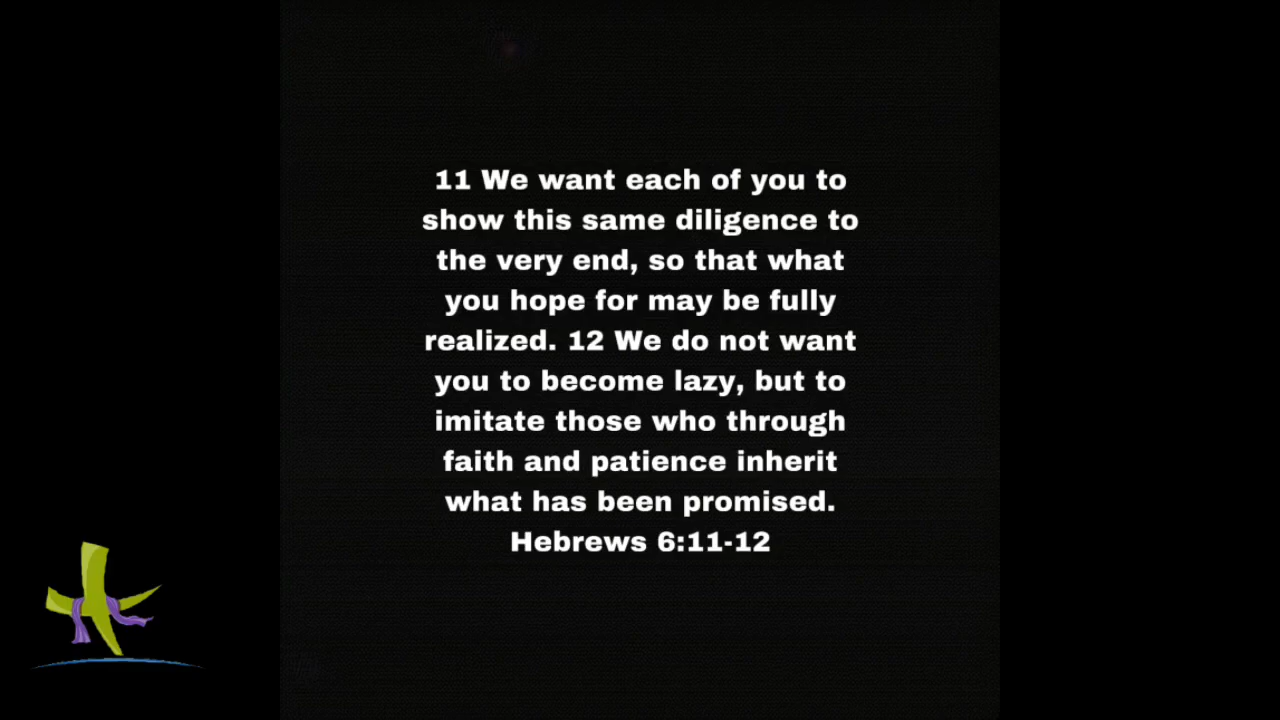 11 We want each of you to
show this same diligence to
the very end, so that what
you hope for may be fully
realized. 12 We do not want
you to become lazy, but to
imitate those who through
faith and patience inherit
what has been promised.
Hebrews 6:11-12